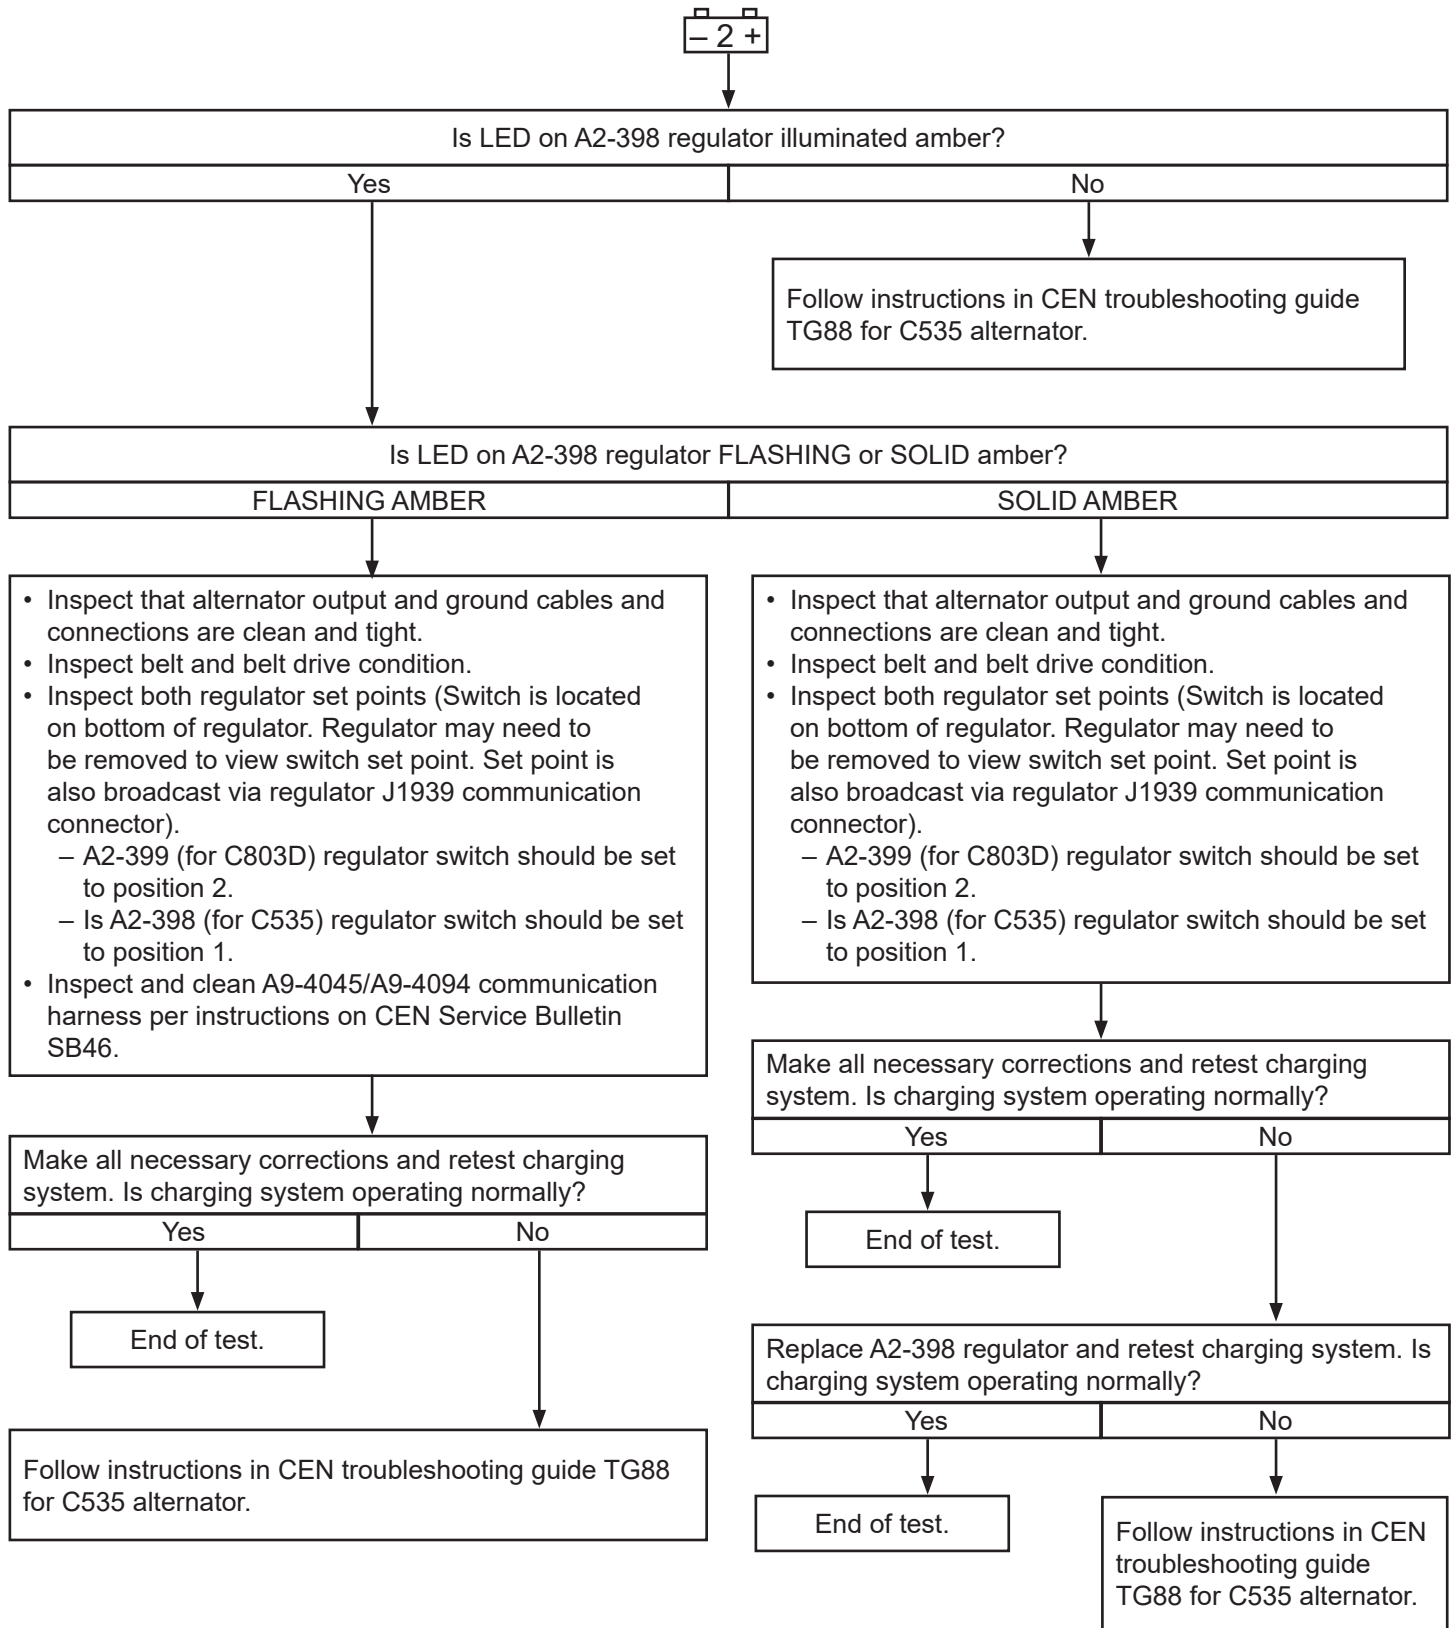 – 2 +
Is LED on A2-398 regulator illuminated amber?
Yes
No
Follow instructions in CEN troubleshooting guide
TG88 for C535 alternator.
Is LED on A2-398 regulator FLASHING or SOLID amber?
FLASHING AMBER
SOLID AMBER
• Inspect that alternator output and ground cables and
connections are clean and tight.
• Inspect belt and belt drive condition.
• Inspect both regulator set points (Switch is located
on bottom of regulator. Regulator may need to
be removed to view switch set point. Set point is
also broadcast via regulator J1939 communication
connector).
– A2-399 (for C803D) regulator switch should be set
to position 2.
– Is A2-398 (for C535) regulator switch should be set
to position 1.
• Inspect and clean A9-4045/A9-4094 communication
harness per instructions on CEN Service Bulletin
SB46.
Make all necessary corrections and retest charging
system. Is charging system operating normally?
Yes
No
End of test.
Follow instructions in CEN troubleshooting guide TG88
for C535 alternator.
• Inspect that alternator output and ground cables and
connections are clean and tight.
• Inspect belt and belt drive condition.
• Inspect both regulator set points (Switch is located
on bottom of regulator. Regulator may need to
be removed to view switch set point. Set point is
also broadcast via regulator J1939 communication
connector).
– A2-399 (for C803D) regulator switch should be set
to position 2.
– Is A2-398 (for C535) regulator switch should be set
to position 1.
Make all necessary corrections and retest charging
system. Is charging system operating normally?
Yes
No
End of test.
Replace A2-398 regulator and retest charging system. Is
charging system operating normally?
Yes
No
End of test.
Follow instructions in CEN
troubleshooting guide
TG88 for C535 alternator.